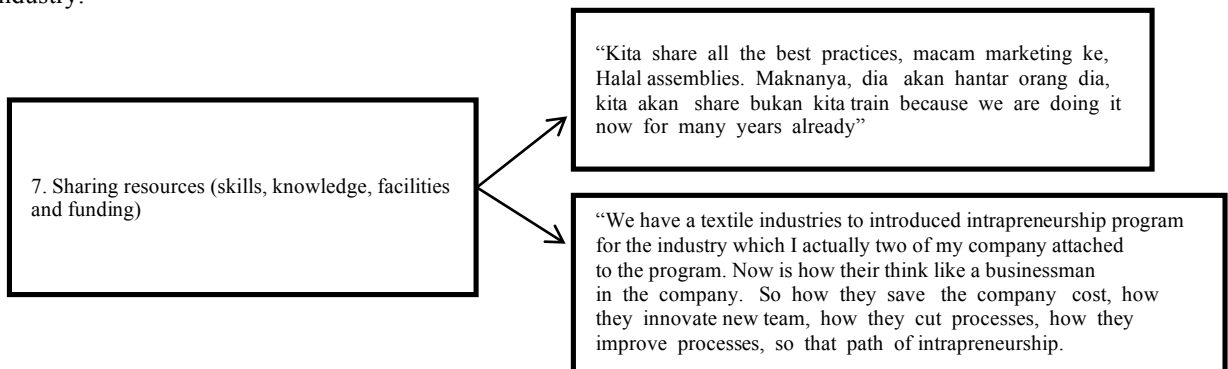 industry.
7. Sharing resources (skills, knowledge, facilities
and funding)
“Kita share all the best practices, macam marketing ke,
Halal assemblies. Maknanya, dia akan hantar orang dia,
kita akan share bukan kita train because we are doing it
now for many years already”
“We have a textile industries to introduced intrapreneurship program
for the industry which I actually two of my company attached
to the program. Now is how their think like a businessman
in the company. So how they save the company cost, how
they innovate new team, how they cut processes, how they
improve processes, so that path of intrapreneurship.